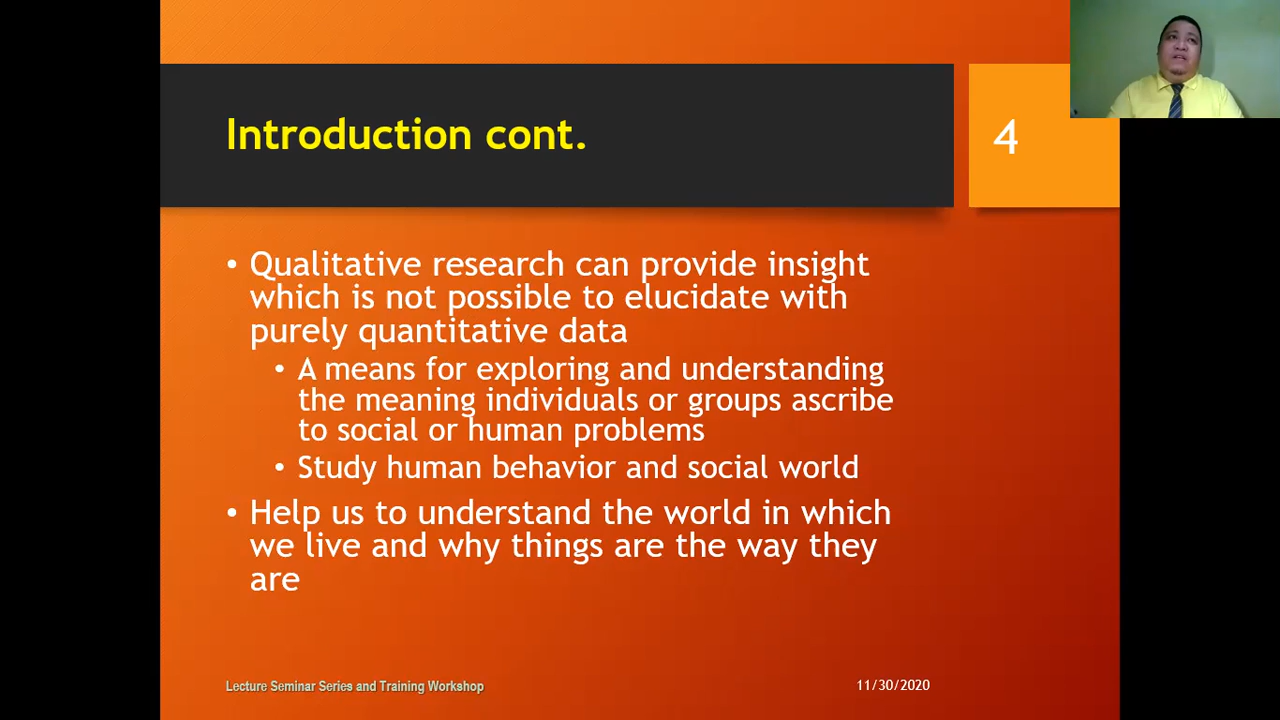 Introduction cont.
4
• Qualitative research can provide insight
which is not possible to elucidate with
purely quantitative data
• A means for exploring and understanding
the meaning individuals or groups ascribe
to social or human problems
• Study human behavior and social world
• Help us to understand the world in which
we live and why things are the way they
are
Lecture Seminar Series and Training Workshop
11/30/2020